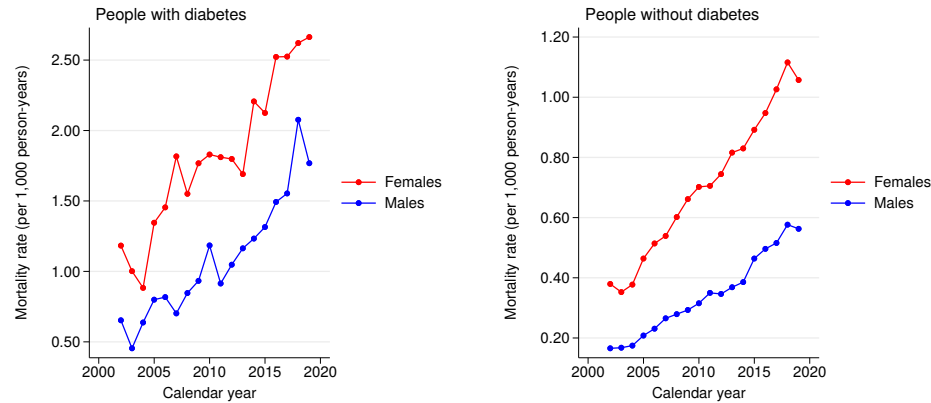 People with diabetes
Mortality rate (per 1,000 person-years)
2.50
2.00
1.50
1.00
0.50
2000
2005
2010
2015
2020
Calendar year
Females
Males
People without diabetes
Mortality rate (per 1,000 person-years)
1.20
1.00
0.80
0.60
0.40
0.20
2000
2005
2010
2015
2020
Calendar year
Females
Males